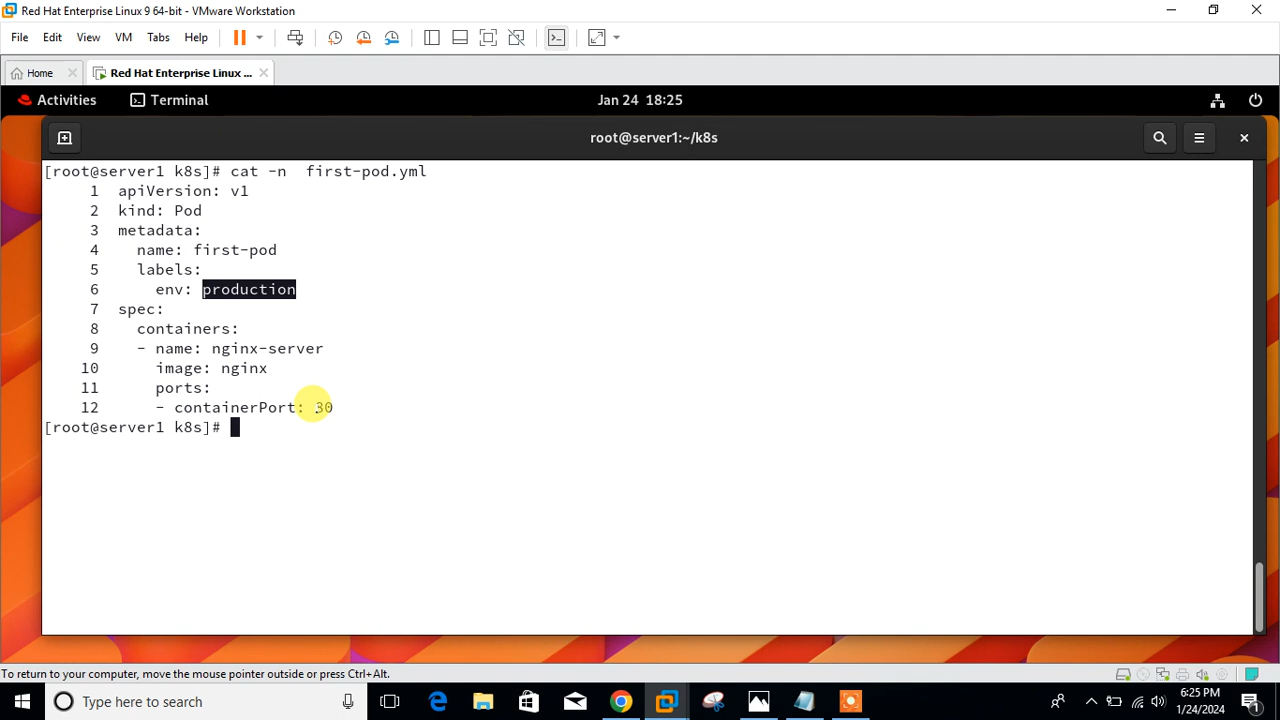 Red Hat Enterprise Linux 9 64-bit - VMware Workstation
File Edit View VM Tabs Help
Home Red Hat Enterprise Linux ...
Activities Terminal Jan 24 18:25
root@server1:~/k8s
[root@server1 k8s]# cat -n  first-pod.yml
1 apiVersion: v1
2 kind: Pod
3 metadata:
4   name: first-pod
5   labels:
6     env: production
7 spec:
8   containers:
9   - name: nginx-server
10     image: nginx
11     ports:
12     - containerPort:
[root@server1 k8s]#
To return to your computer, move the mouse pointer outside or press Ctrl+Alt.
Type here to search
6:25 PM
1/24/2024
1